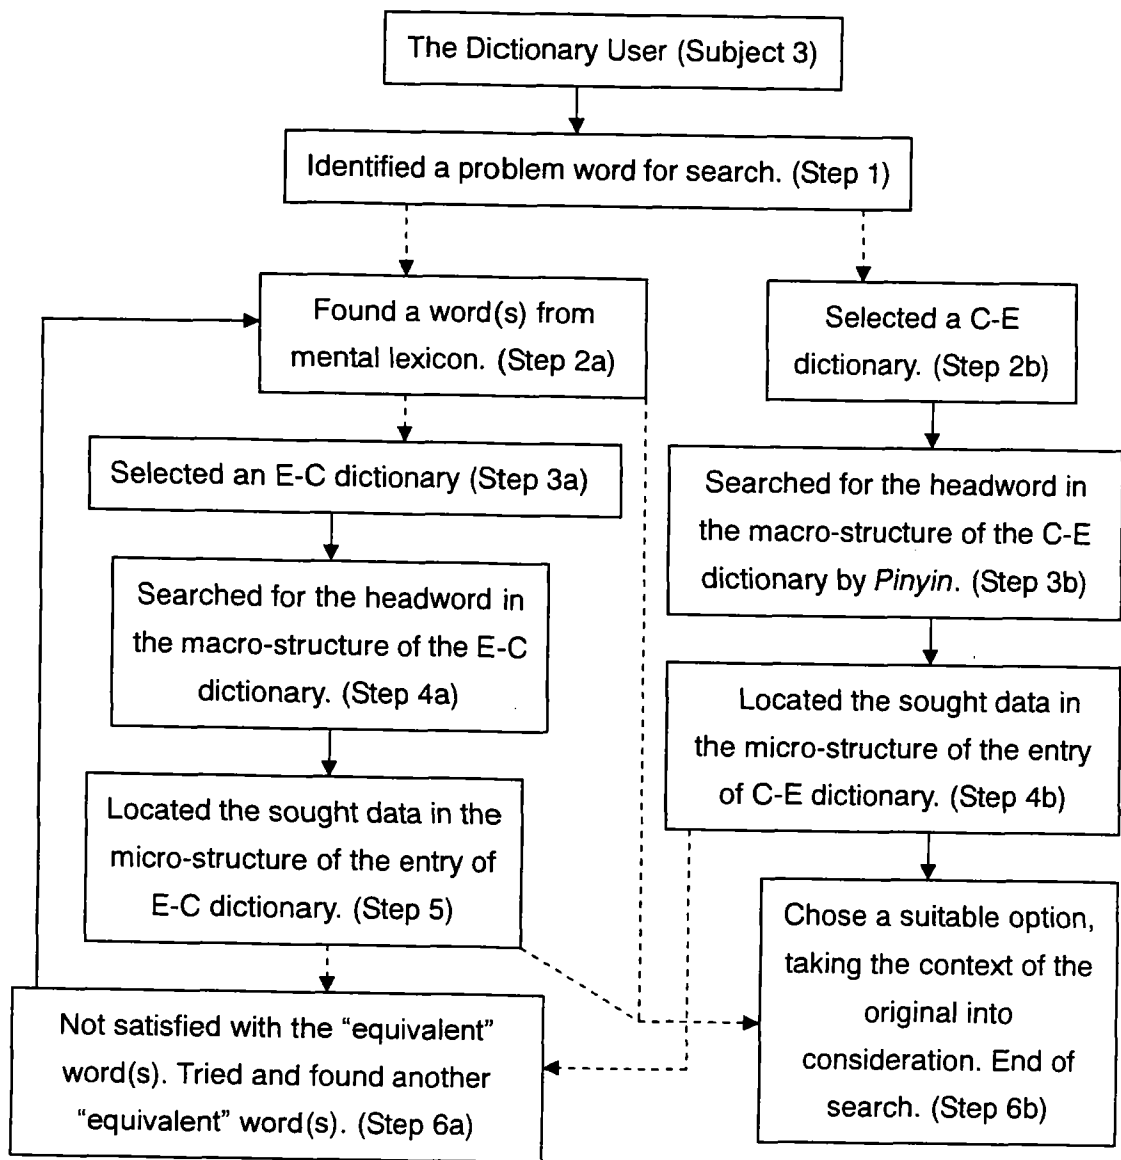 The Dictionary User (Subject 3)
Identified a problem word for search. (Step 1)
Found a word(s) from
mental lexicon. (Step 2a)
Selected an E-C dictionary (Step 3a)
Searched for the headword in
the macro-structure of the E-C
dictionary. (Step 4a)
Located the sought data in the
micro-structure of the entry of
E-C dictionary. (Step 5)
Not satisfied with the “equivalent”
word(s). Tried and found another
“equivalent” word(s). (Step 6a)
Selected a C-E
dictionary. (Step 2b)
Searched for the headword in
the macro-structure of the C-E
dictionary by Pinyin. (Step 3b)
Located the sought data in
the micro-structure of the entry
of C-E dictionary. (Step 4b)
Chose a suitable option,
taking the context of the
original into
consideration. End of
search. (Step 6b)